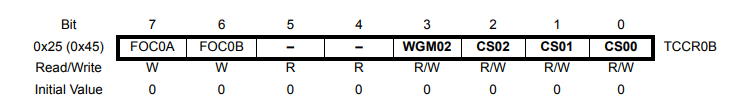 Bit 7 6 5 4 3 2 1 0
0x25 (0x45) FOC0A FOC0B – – WGM02 CS02 CS01 CS00 TCCR0B
Read/Write W W R R R/W R/W R/W R/W
Initial Value 0 0 0 0 0 0 0 0